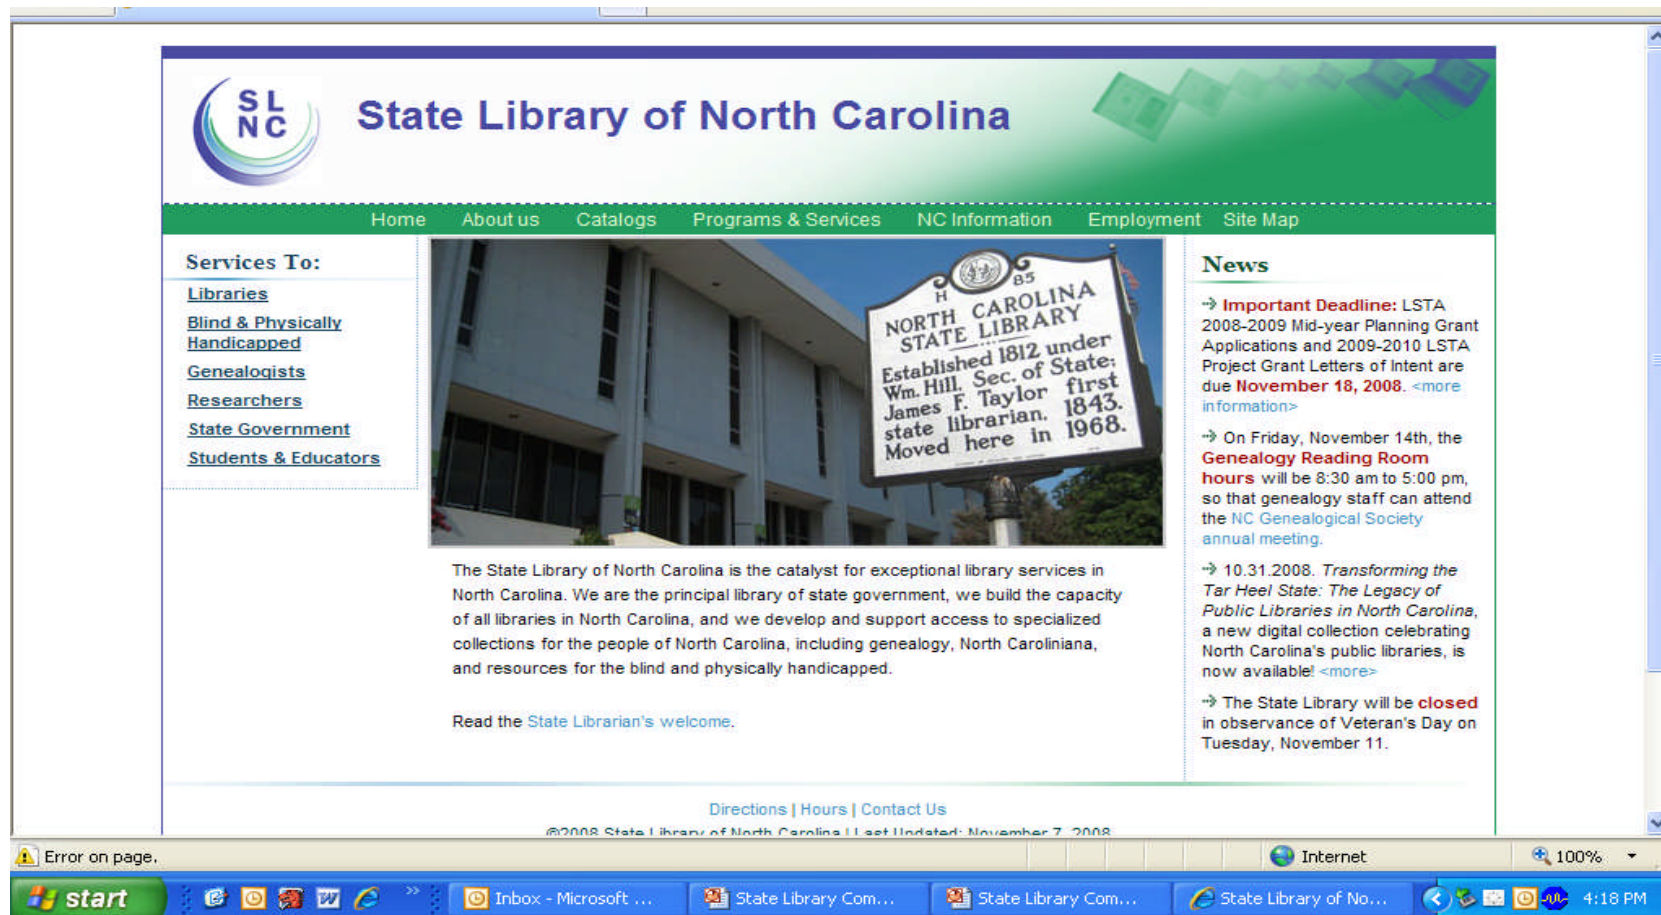 S L
N C
State Library of North Carolina
Home About us Catalogs Programs & Services NC Information Employment Site Map
Services To:
Libraries
Blind & Physically
Handicapped
Genealogists
Researchers
State Government
Students & Educators
H 85
NORTH CAROLINA
STATE LIBRARY
Established 1812 under
Wm. Hill, Sec. of State;
James F. Taylor first
state librarian, 1843.
Moved here in 1968.
The State Library of North Carolina is the catalyst for exceptional library services in
North Carolina. We are the principal library of state government, we build the capacity
of all libraries in North Carolina, and we develop and support access to specialized
collections for the people of North Carolina, including genealogy, North Caroliniana,
and resources for the blind and physically handicapped.
Read the State Librarian's welcome.
News
Important Deadline: LSTA
2008-2009 Mid-year Planning Grant
Applications and 2009-2010 LSTA
Project Grant Letters of Intent are
due November 18, 2008. <more
information>
On Friday, November 14th, the
Genealogy Reading Room
hours will be 8:30 am to 5:00 pm,
so that genealogy staff can attend
the NC Genealogical Society
annual meeting.
10.31.2008. Transforming the
Tar Heel State: The Legacy of
Public Libraries in North Carolina,
a new digital collection celebrating
North Carolina's public libraries, is
now available! <more>
The State Library will be closed
in observance of Veteran's Day on
Tuesday, November 11.
Directions | Hours | Contact Us
©2008 State Library of North Carolina | Last Updated: November 7, 2008
Error on page. Internet 100%
start Inbox - Microsoft ... State Library Com... State Library Com... State Library of No... 4:18 PM